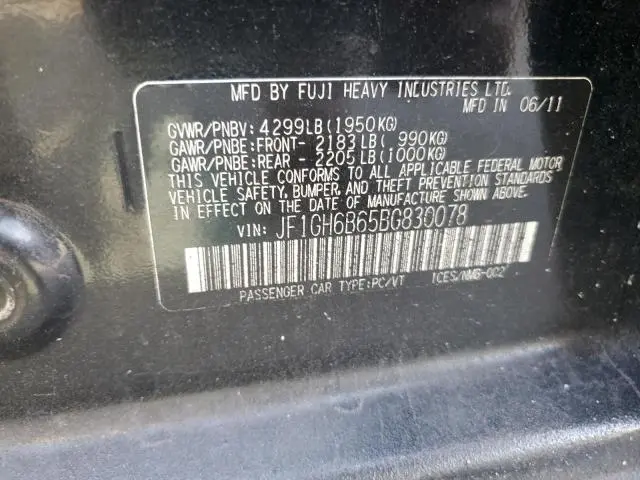 MFD BY FUJI HEAVY INDUSTRIES LTD.
MFD IN 06/11
GVWR/PNBV: 4299LB(1950KG)
GAWR/PNBE:FRONT- 2183LB( 990KG)
GAWR/PNBE:REAR - 2205LB(1000KG)
THIS VEHICLE CONFORMS TO ALL APPLICABLE FEDERAL MOTOR
VEHICLE SAFETY, BUMPER, AND THEFT PREVENTION STANDARDS
IN EFFECT ON THE DATE OF MANUFACTURE SHOWN ABOVE.
VIN: JF1GH6B65BG830078
PASSENGER CAR TYPE:PC/VT ICES/NMB-002